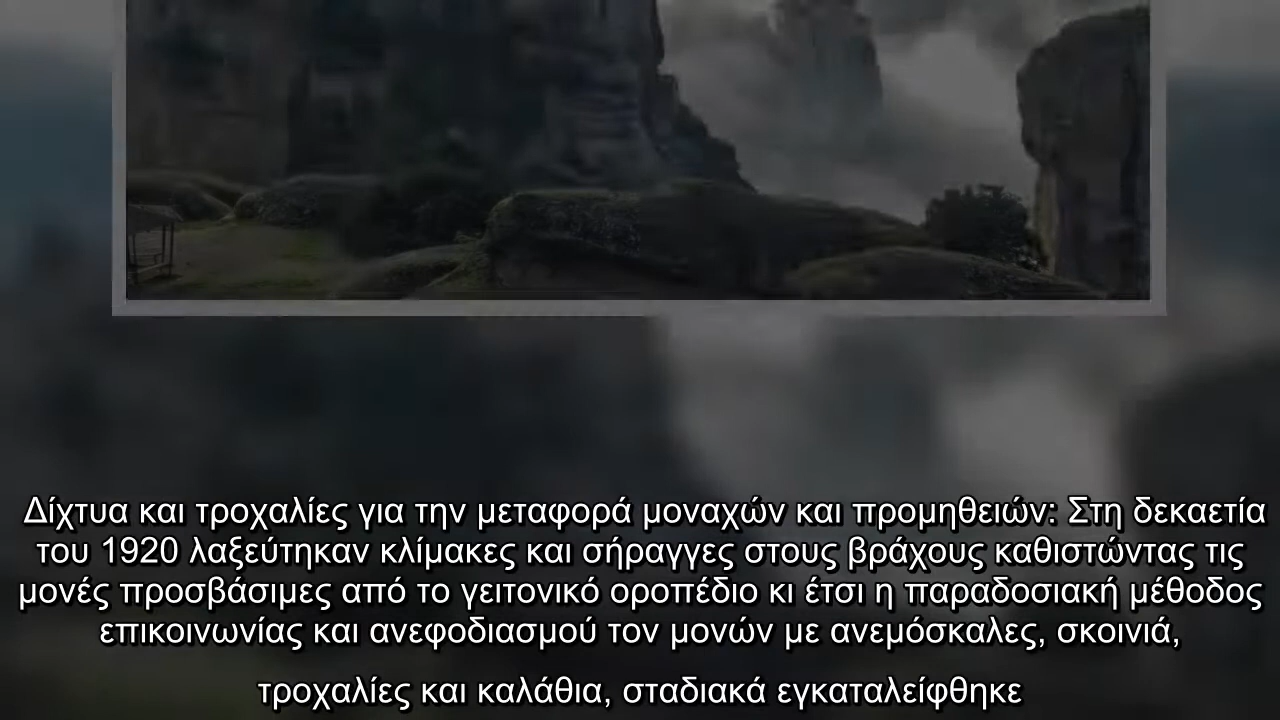 Δίχτυα και τροχαλίες για την μεταφορά μοναχών και προμηθειών: Στη δεκαετία
του 1920 λαξεύτηκαν κλίμακες και σήραγγες στους βράχους καθιστώντας τις
μονές προσβάσιμες από το γειτονικό οροπέδιο κι έτσι η παραδοσιακή μέθοδος
επικοινωνίας και ανεφοδιασμού τον μονών με ανεμόσκαλες, σκοινιά,
τροχαλίες και καλάθια, σταδιακά εγκαταλείφθηκε